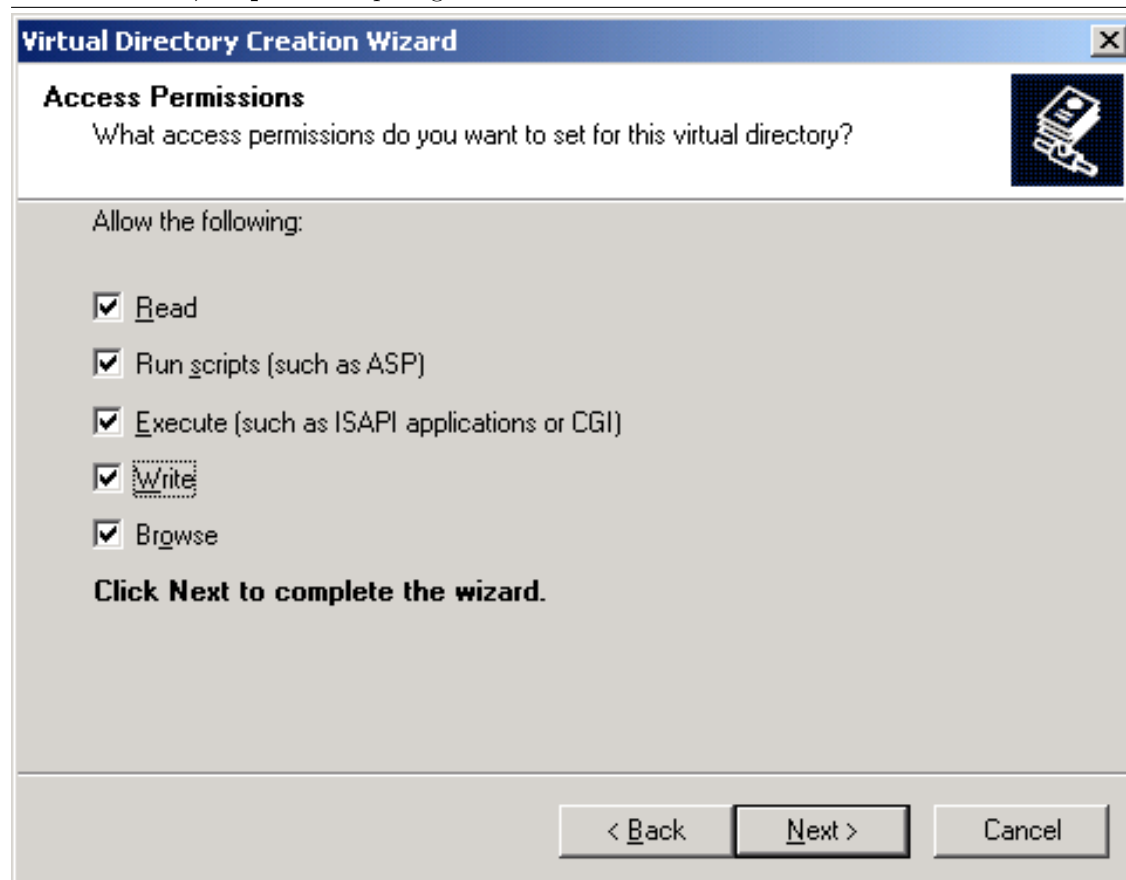 Virtual Directory Creation Wizard
Access Permissions
What access permissions do you want to set for this virtual directory?
Allow the following:
Read
Run scripts (such as ASP)
Execute (such as ISAPI applications or CGI)
Write
Browse
Click Next to complete the wizard.
< Back Next > Cancel